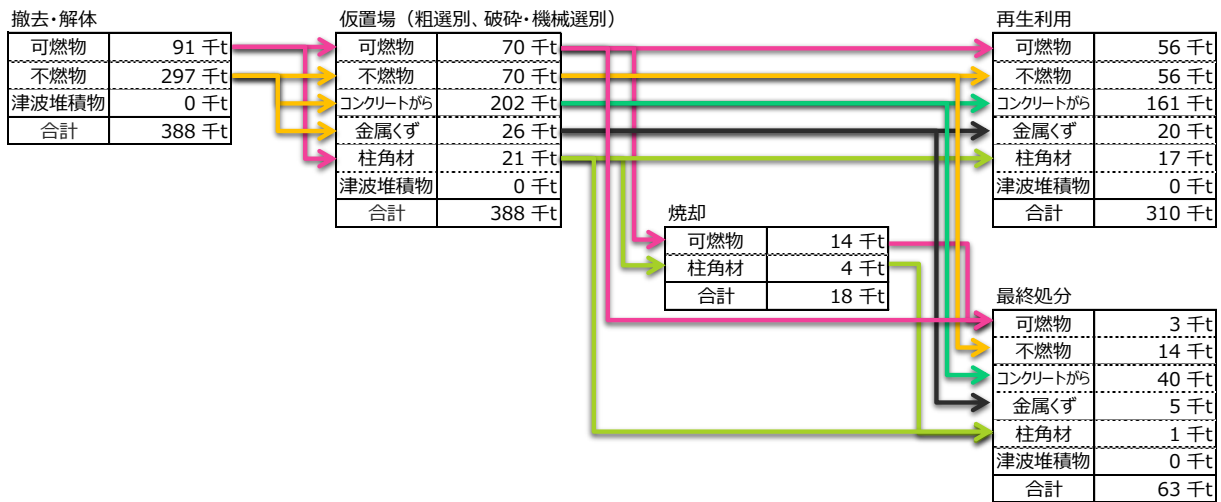 撤去・解体
可燃物 91 千t
不燃物 297 千t
津波堆積物 0 千t
合計 388 千t
仮置場（粗選別、破砕・機械選別）
可燃物 70 千t
不燃物 70 千t
コンクリートがら 202 千t
金属くず 26 千t
柱角材 21 千t
津波堆積物 0 千t
合計 388 千t
焼却
可燃物 14 千t
柱角材 4 千t
合計 18 千t
再生利用
可燃物 56 千t
不燃物 56 千t
コンクリートがら 161 千t
金属くず 20 千t
柱角材 17 千t
津波堆積物 0 千t
合計 310 千t
最終処分
可燃物 3 千t
不燃物 14 千t
コンクリートがら 40 千t
金属くず 5 千t
柱角材 1 千t
津波堆積物 0 千t
合計 63 千t